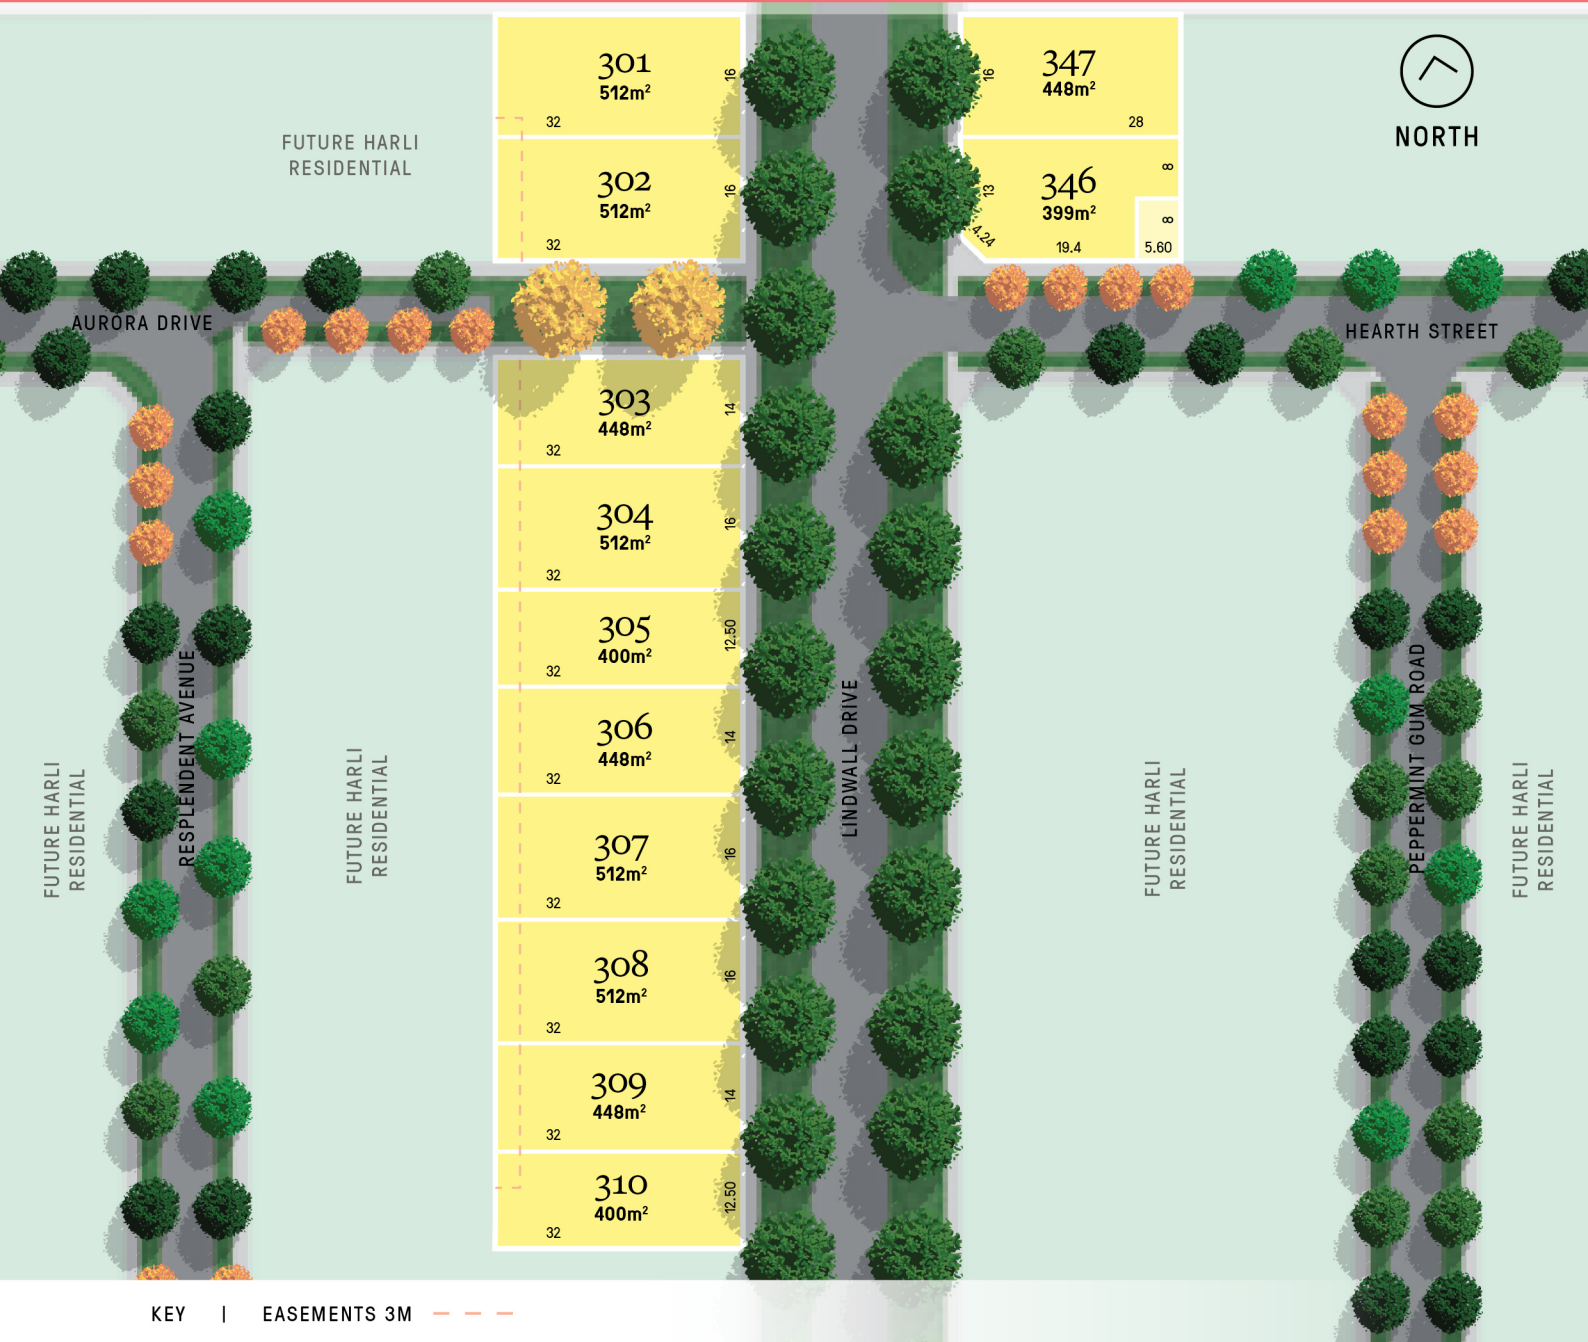 301
512m²
16
32
347
448m²
16
28
NORTH
FUTURE HARLI
RESIDENTIAL
302
512m²
16
32
346
399m²
13
8
8
4.24
19.4
5.60
AURORA DRIVE
HEARTH STREET
303
448m²
14
32
304
512m²
16
32
305
400m²
12.50
32
306
448m²
14
32
307
512m²
16
32
308
512m²
16
32
309
448m²
14
32
310
400m²
12.50
32
FUTURE HARLI
RESIDENTIAL
RESPLENDENT AVENUE
FUTURE HARLI
RESIDENTIAL
LINDWALL DRIVE
FUTURE HARLI
RESIDENTIAL
PEPPERMINT GUM ROAD
FUTURE HARLI
RESIDENTIAL
KEY | EASEMENTS 3M